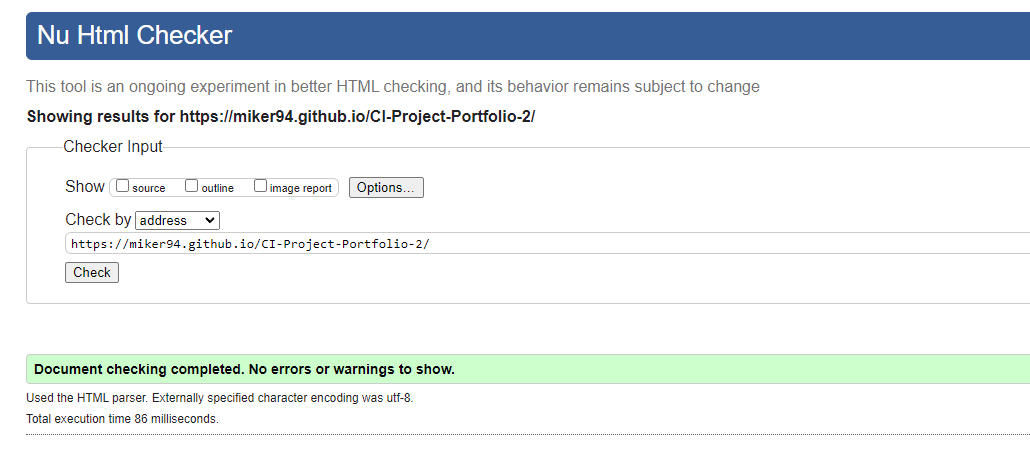 Nu Html Checker
This tool is an ongoing experiment in better HTML checking, and its behavior remains subject to change
Showing results for https://miker94.github.io/CI-Project-Portfolio-2/
Checker Input
Show source outline image report Options...
Check by address
https://miker94.github.io/CI-Project-Portfolio-2/
Check
Document checking completed. No errors or warnings to show.
Used the HTML parser. Externally specified character encoding was utf-8.
Total execution time 86 milliseconds.